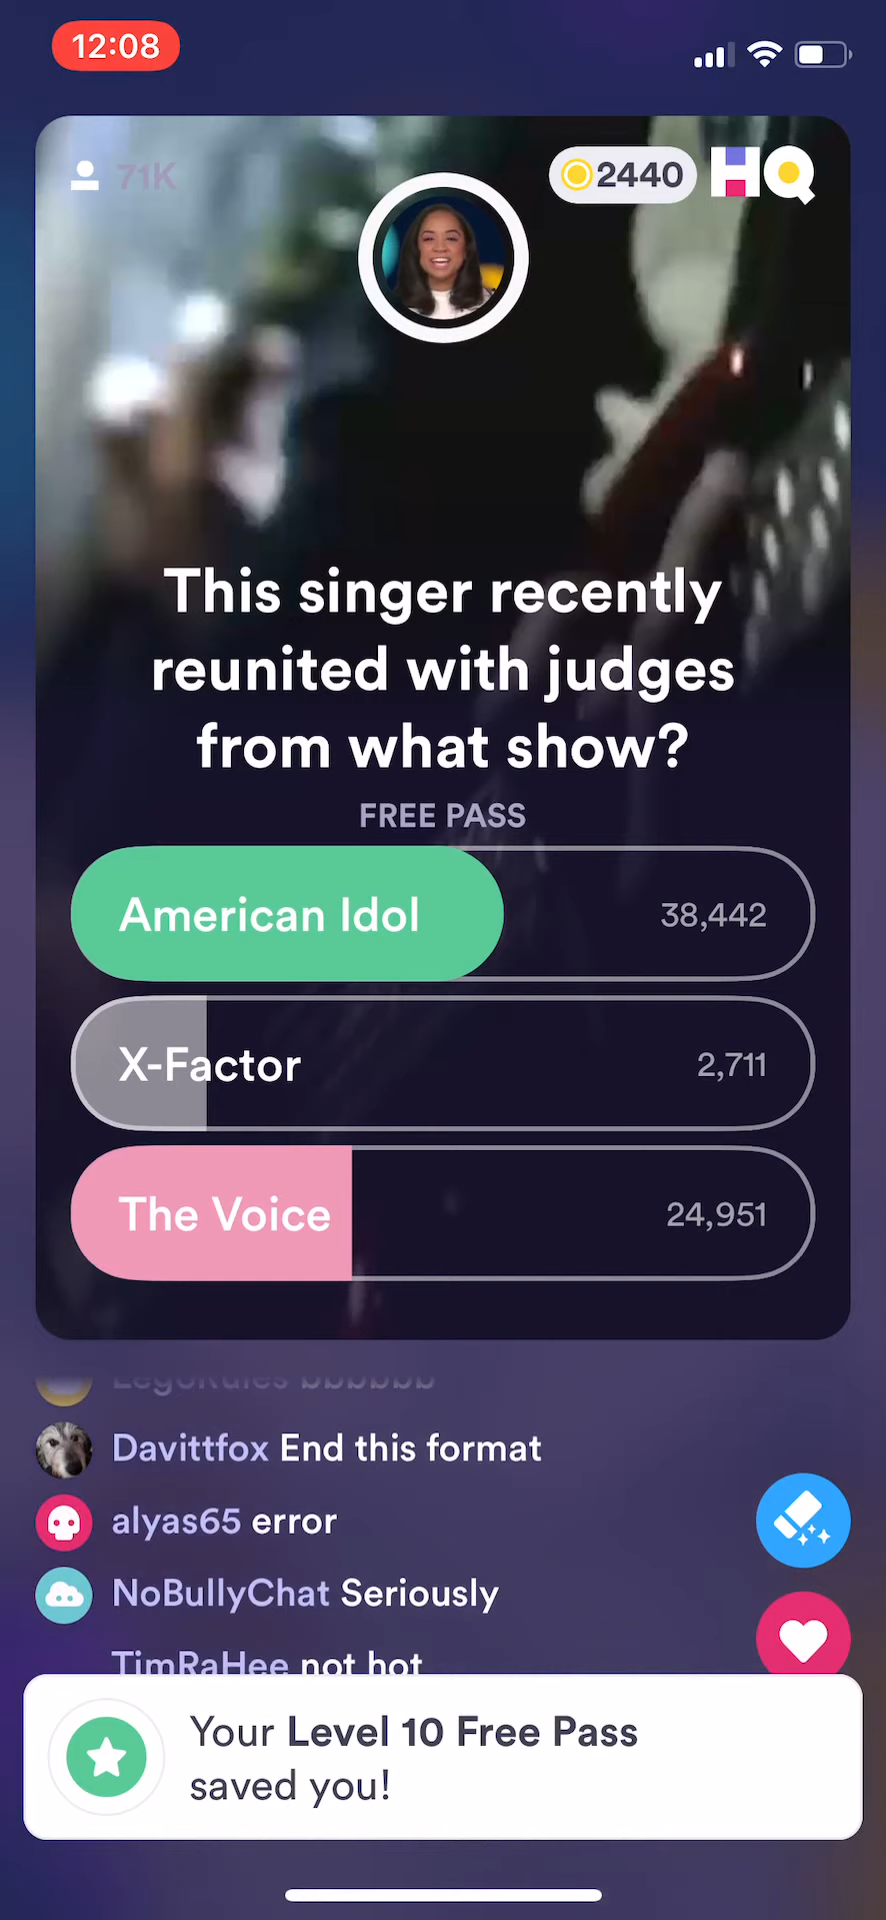 12:08
71K
2440 HQ
This singer recently
reunited with judges
from what show?
FREE PASS
American Idol 38,442
X-Factor 2,711
The Voice 24,951
LegoRules bbbbbb
Davittfox End this format
alyas65 error
NoBullyChat Seriously
TimRaHee not hot
Your Level 10 Free Pass
saved you!